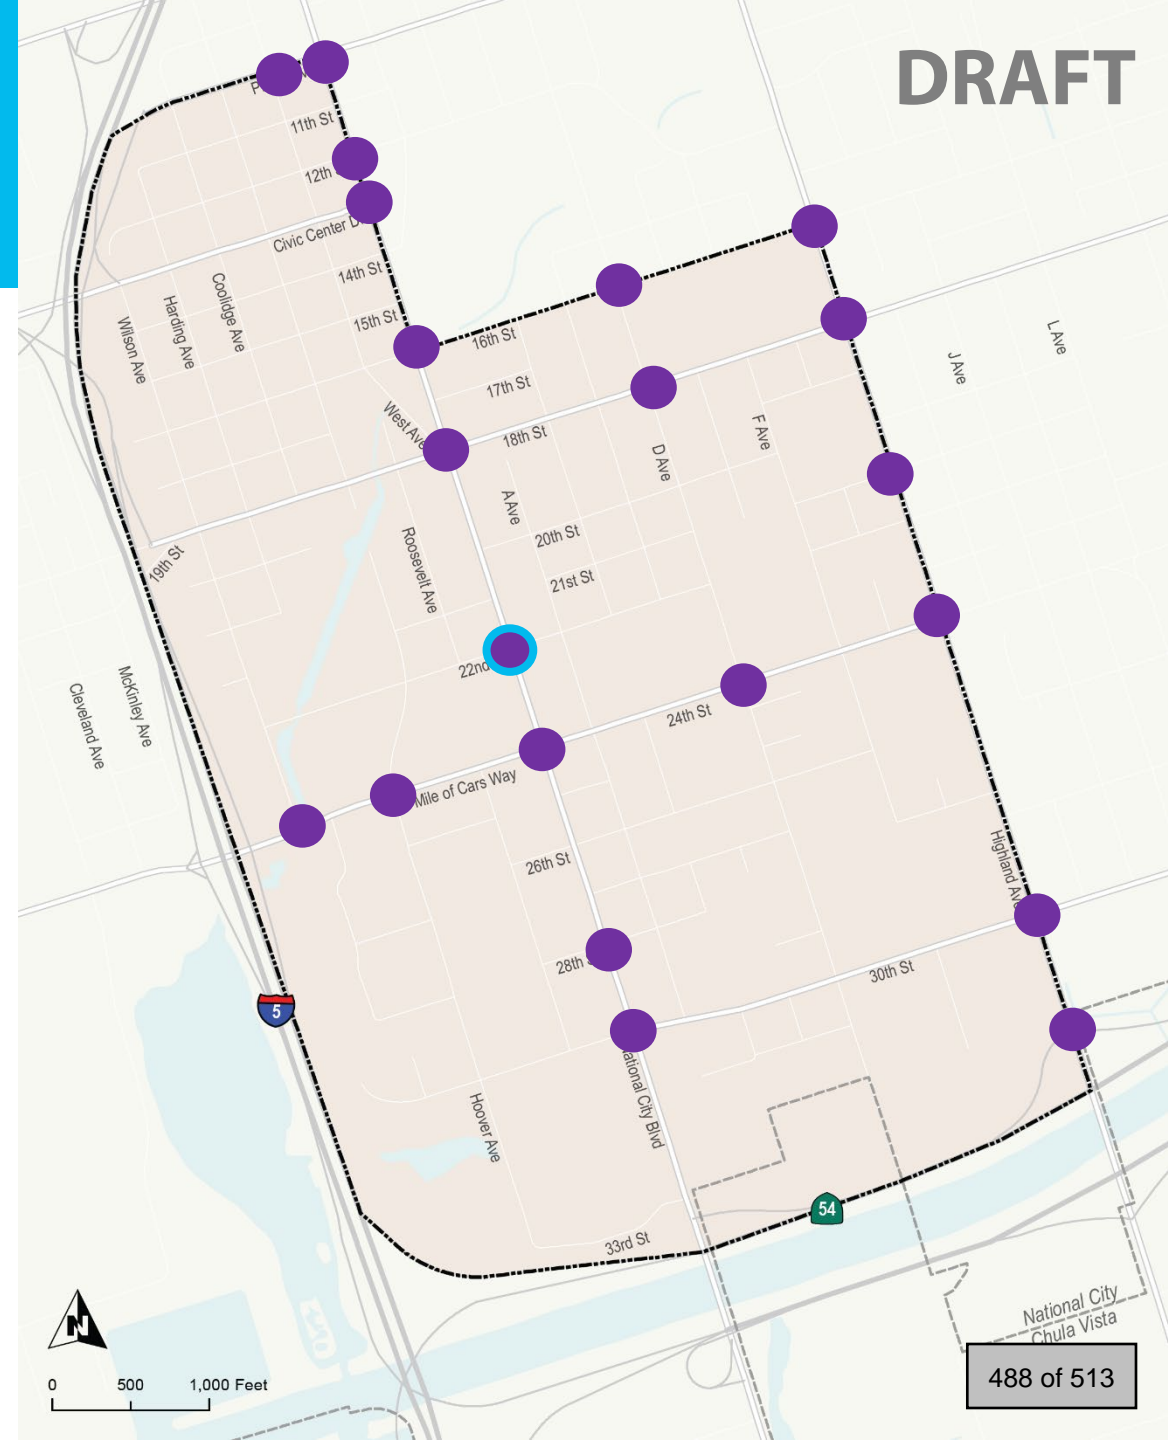 DRAFT
11th St
12th
Civic Center
14th St
15th St
16th St
17th St
18th St
Coolidge Ave
Harding Ave
Wilson Ave
West Ave
L Ave
J Ave
F Ave
D Ave
A Ave
20th St
21st St
19th St
Roosevelt Ave
22nd
McKinley Ave
Cleveland Ave
24th St
Mile of Cars Way
26th St
Highland Ave
28th
30th St
5
National City Blvd
Hoover Ave
54
33rd St
National City
Chula Vista
N
0 500 1,000 Feet
488 of 513